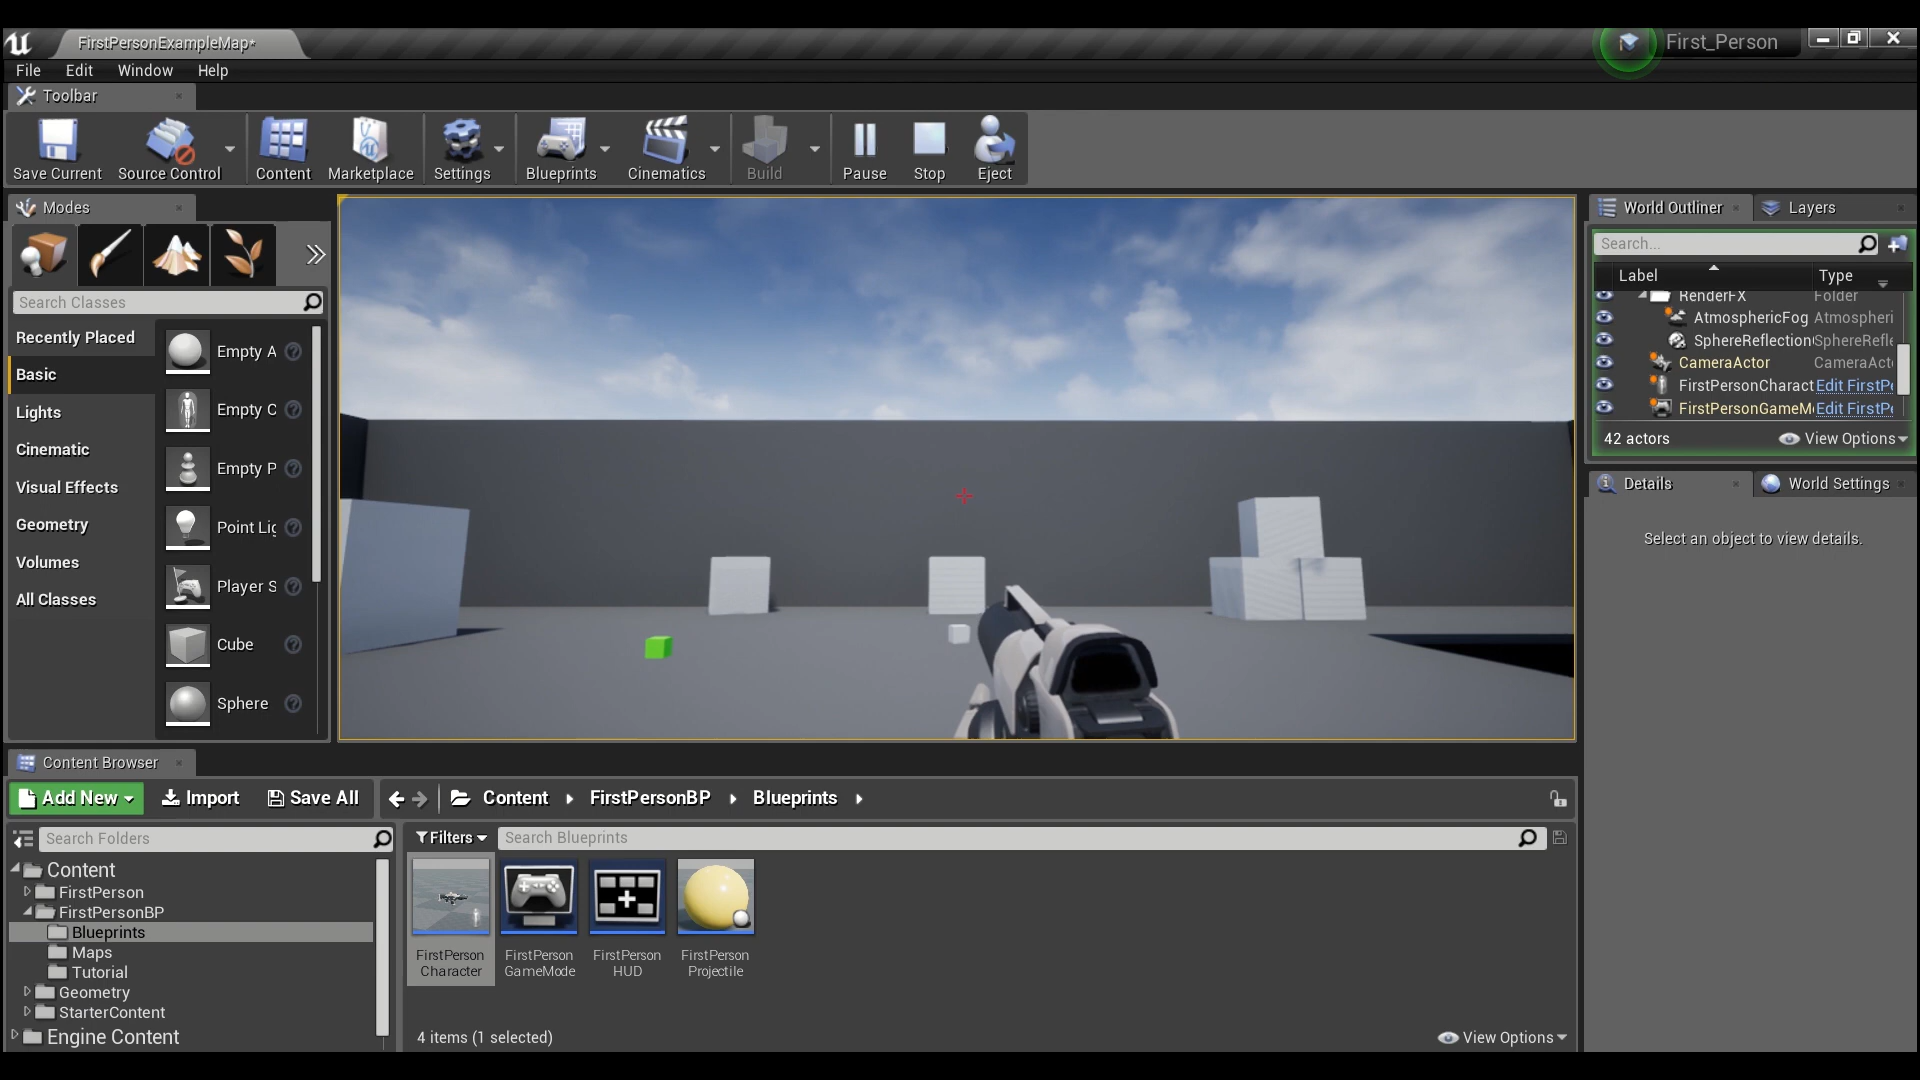 FirstPersonExampleMap*
First_Person
File Edit Window Help
Toolbar
Save Current Source Control Content Marketplace Settings Blueprints Cinematics Build Pause Stop Eject
Modes
World Outliner Layers
Search...
Label Type
Search Classes
RenderFX Folder
AtmosphericFog Atmospheri
SphereReflection SphereRefle
CameraActor CameraAct
FirstPersonCharact Edit FirstPe
FirstPersonGameM Edit FirstPe
42 actors View Options
Recently Placed
Basic
Lights
Cinematic
Visual Effects
Geometry
Volumes
All Classes
Empty A
Empty C
Empty P
Point Lig
Player S
Cube
Sphere
Details World Settings
Select an object to view details.
Content Browser
Add New Import Save All Content FirstPersonBP Blueprints
Search Folders
Filters Search Blueprints
Content
FirstPerson
FirstPersonBP
Blueprints
Maps
Tutorial
Geometry
StarterContent
Engine Content
FirstPerson Character
FirstPerson GameMode
FirstPerson HUD
FirstPerson Projectile
4 items (1 selected) View Options